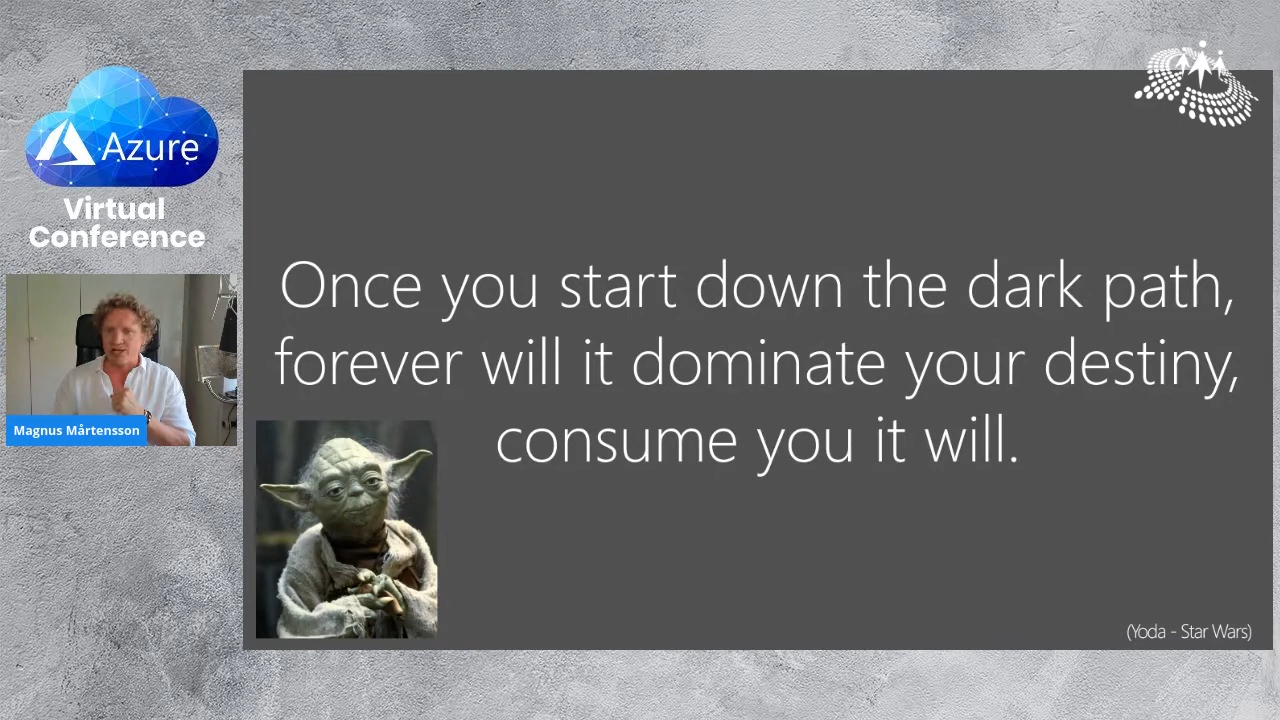 Azure
Virtual
Conference
Magnus Mårtensson
Once you start down the dark path,
forever will it dominate your destiny,
consume you it will.
(Yoda - Star Wars)